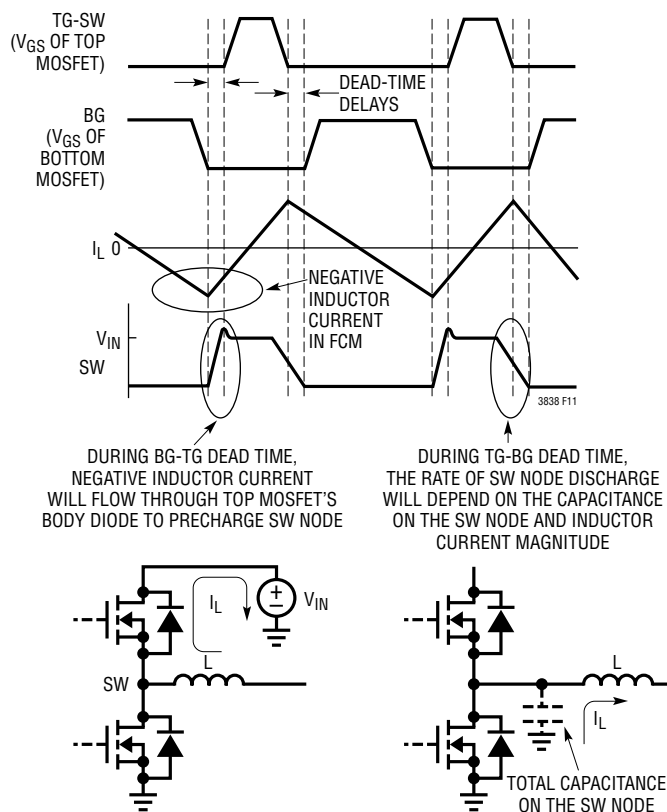 TG-SW
(VGS OF TOP
MOSFET)
DEAD-TIME
DELAYS
BG
(VGS OF
BOTTOM
MOSFET)
IL 0
NEGATIVE
INDUCTOR
CURRENT
IN FCM
VIN
SW
3838 F11
DURING BG-TG DEAD TIME,
NEGATIVE INDUCTOR CURRENT
WILL FLOW THROUGH TOP MOSFET'S
BODY DIODE TO PRECHARGE SW NODE
DURING TG-BG DEAD TIME,
THE RATE OF SW NODE DISCHARGE
WILL DEPEND ON THE CAPACITANCE
ON THE SW NODE AND INDUCTOR
CURRENT MAGNITUDE
IL
+
–
VIN
L
SW
L
IL
TOTAL CAPACITANCE
ON THE SW NODE